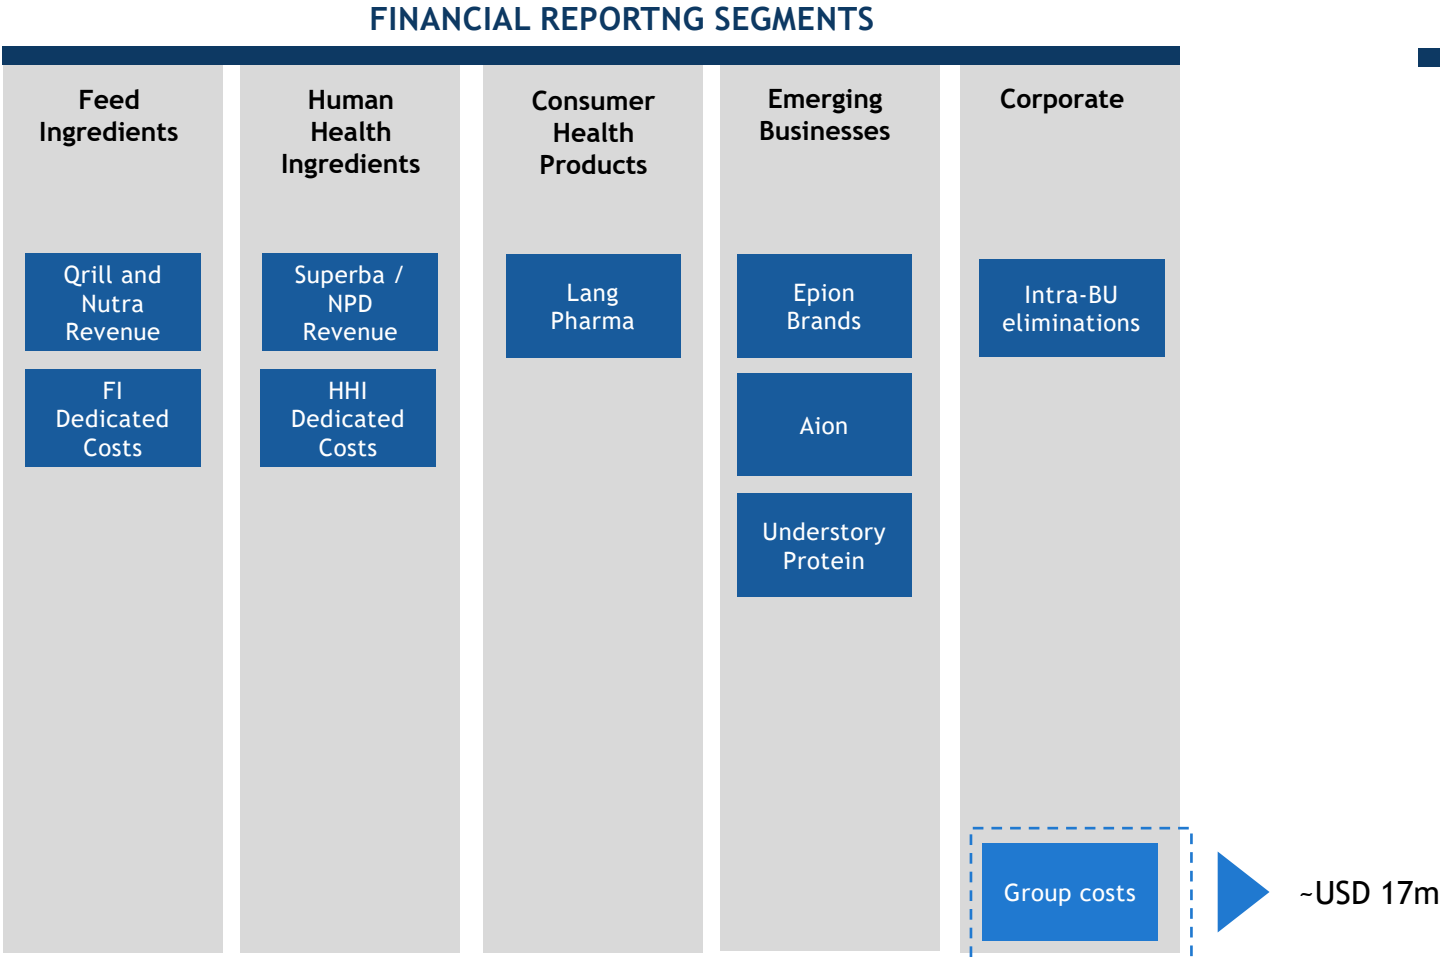 FINANCIAL REPORTNG SEGMENTS
Feed
Ingredients
Human
Health
Ingredients
Consumer
Health
Products
Emerging
Businesses
Corporate
Qrill and
Nutra
Revenue
Superba /
NPD
Revenue
Lang
Pharma
Epion
Brands
Intra-BU
eliminations
FI
Dedicated
Costs
HHI
Dedicated
Costs
Aion
Understory
Protein
Group costs
~USD 17m